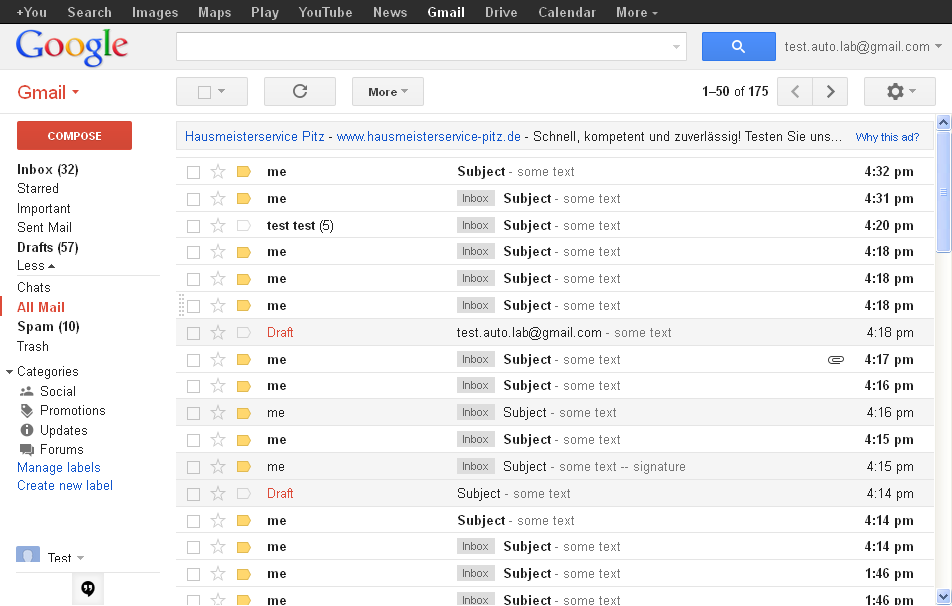 +You Search Images Maps Play YouTube News Gmail Drive Calendar More
Google test.auto.lab@gmail.com
Gmail More 1–50 of 175
COMPOSE
Hausmeisterservice Pitz - www.hausmeisterservice-pitz.de - Schnell, kompetent und zuverlässig! Testen Sie uns... Why this ad?
Inbox (32)
Starred
Important
Sent Mail
Drafts (57)
Less
Chats
All Mail
Spam (10)
Trash
Categories
Social
Promotions
Updates
Forums
Manage labels
Create new label
Test
me Subject - some text 4:32 pm
me Inbox Subject - some text 4:31 pm
test test (5) Inbox Subject - some text 4:20 pm
me Inbox Subject - some text 4:18 pm
me Inbox Subject - some text 4:18 pm
me Inbox Subject - some text 4:18 pm
Draft test.auto.lab@gmail.com - some text 4:18 pm
me Inbox Subject - some text 4:17 pm
me Inbox Subject - some text 4:16 pm
me Inbox Subject - some text 4:16 pm
me Inbox Subject - some text 4:15 pm
me Inbox Subject - some text -- signature 4:15 pm
Draft Subject - some text 4:14 pm
me Subject - some text 4:14 pm
me Inbox Subject - some text 4:14 pm
me Inbox Subject - some text 1:46 pm
me Inbox Subject - some text 1:46 pm